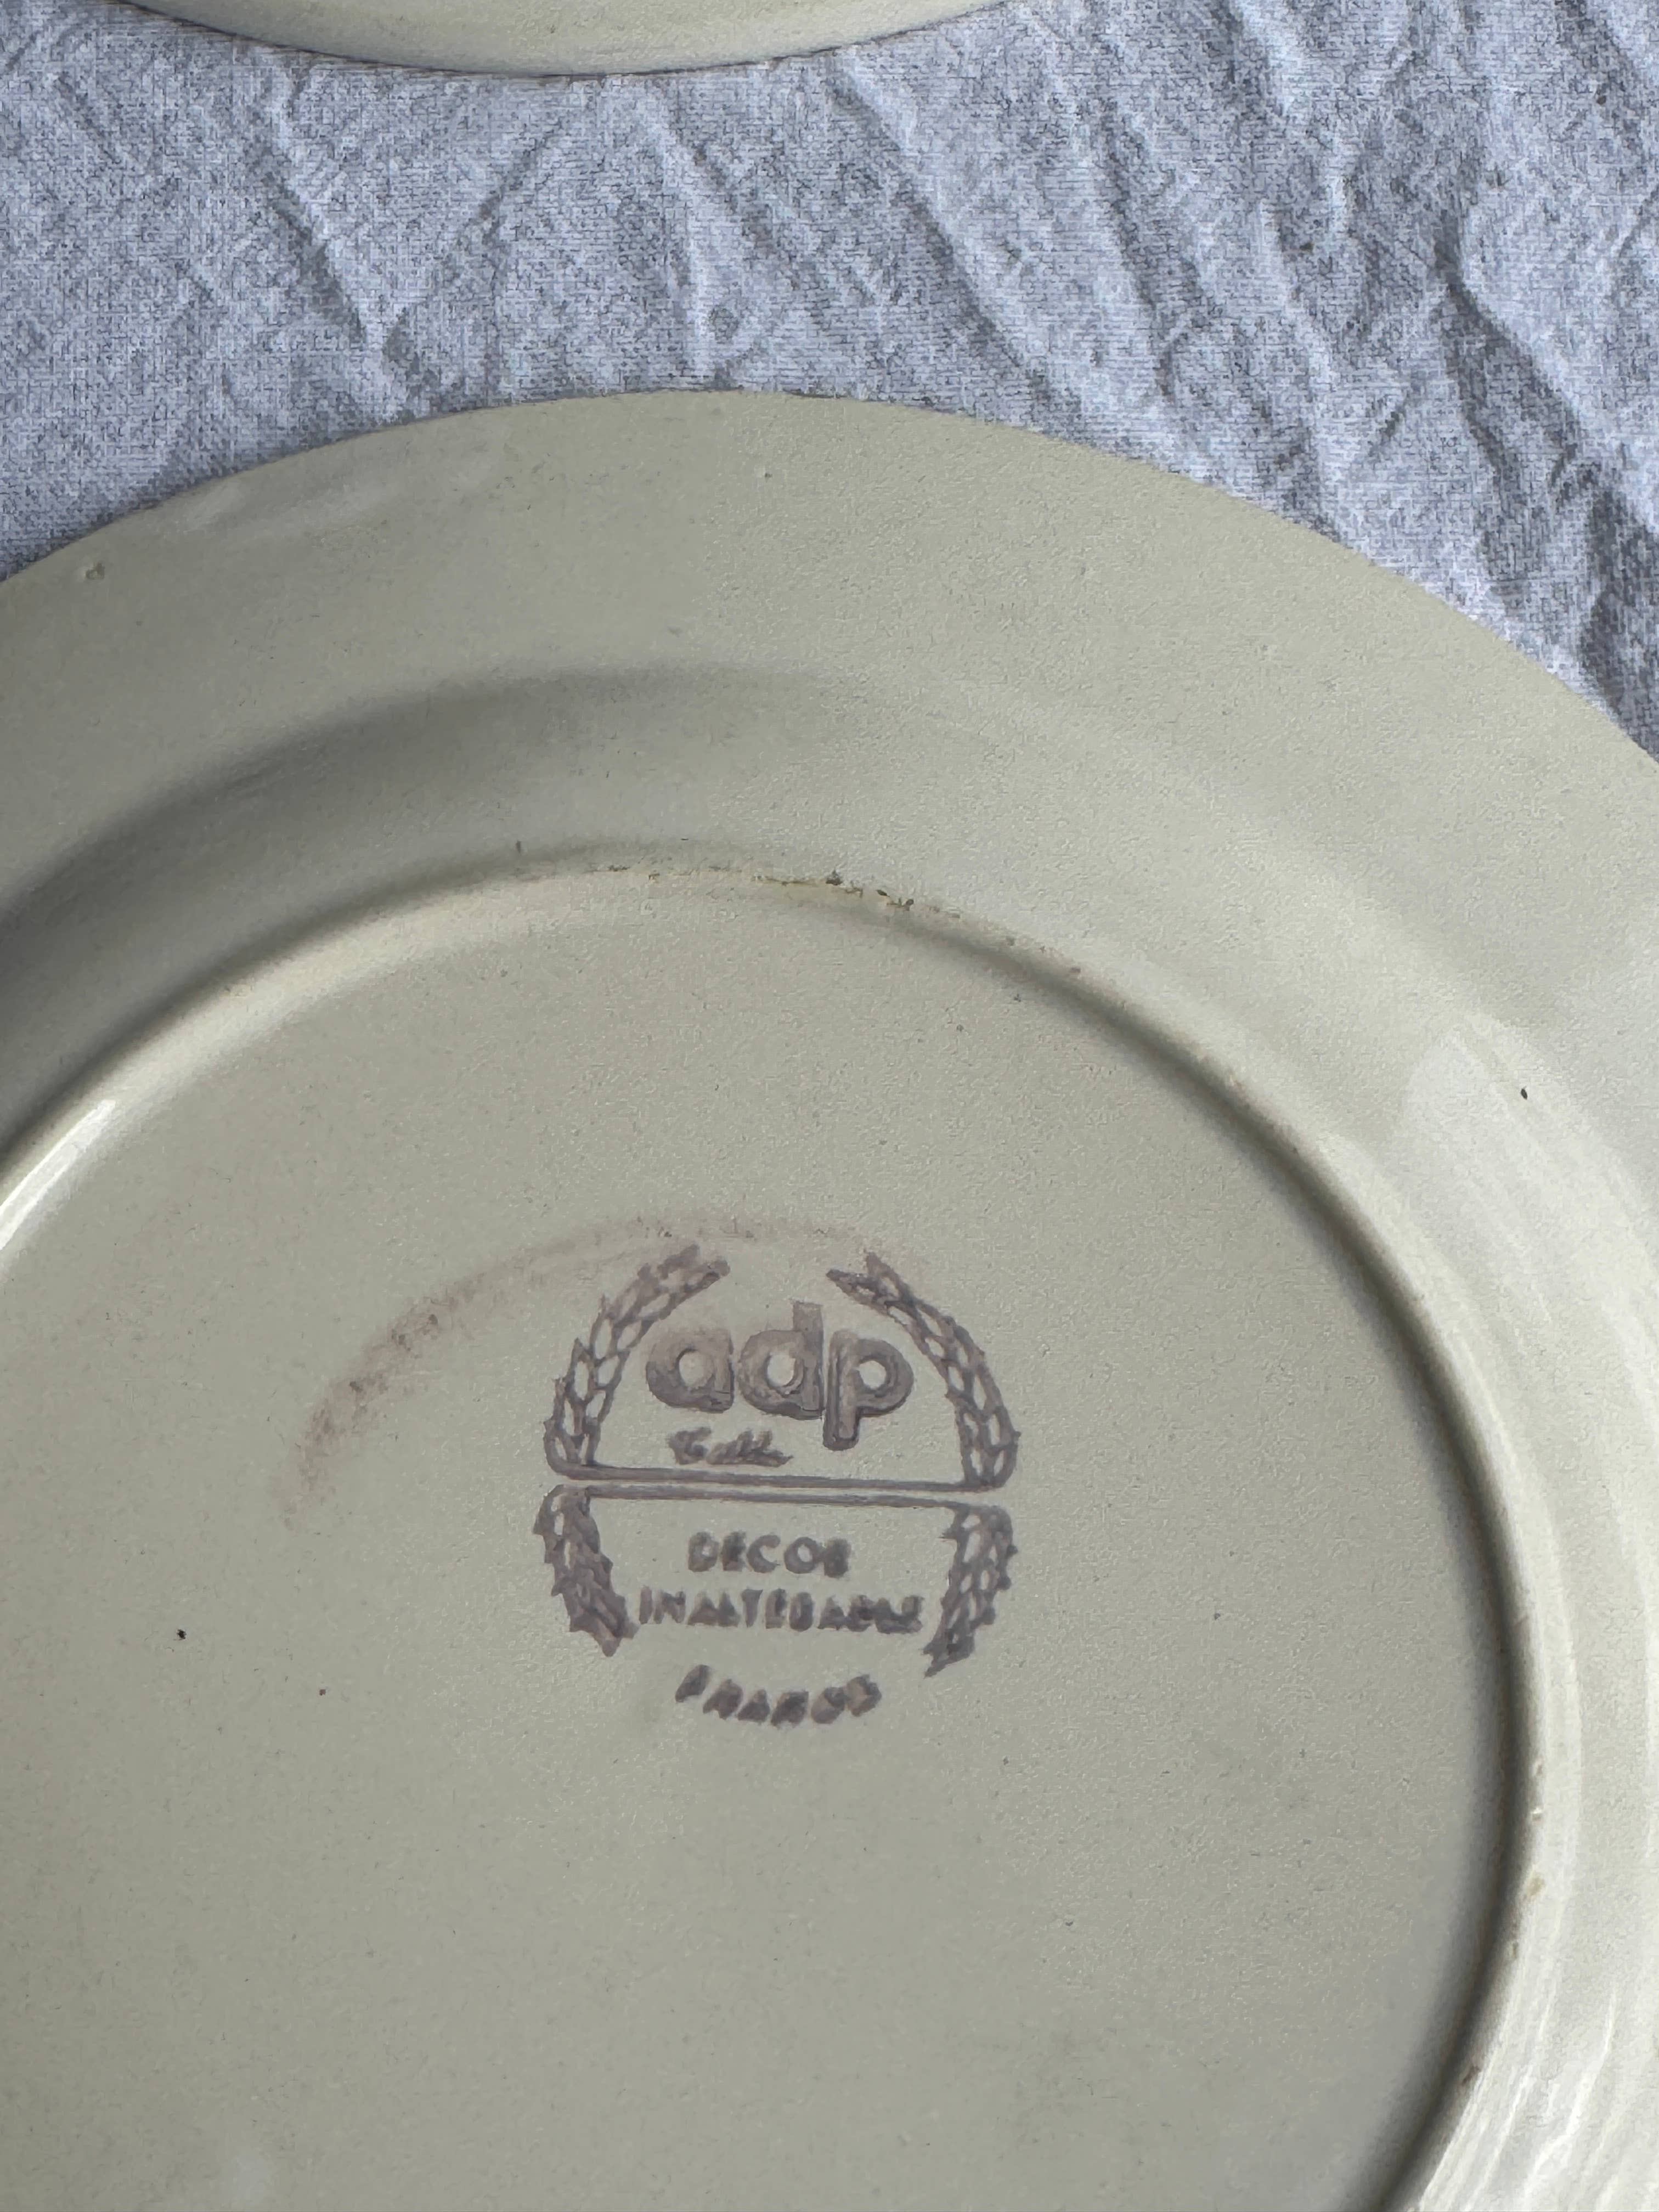 adp
DECOR
INALTERABLE
FRANCE